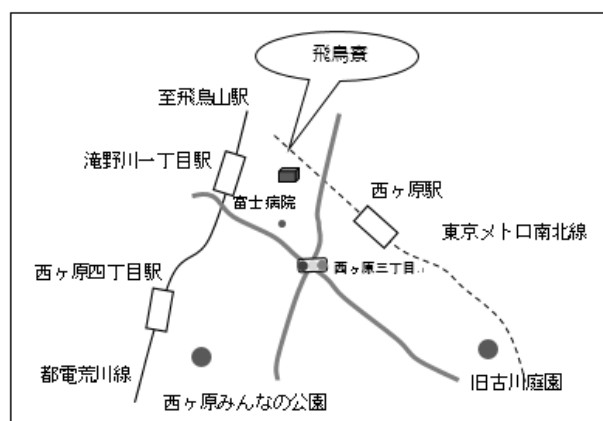 飛鳥寮
至飛鳥山駅
滝野川一丁目駅
西ヶ原駅
富士病院
東京メトロ南北線
西ヶ原四丁目駅
西ヶ原三丁目
都電荒川線
旧古川庭園
西ヶ原みんなの公園